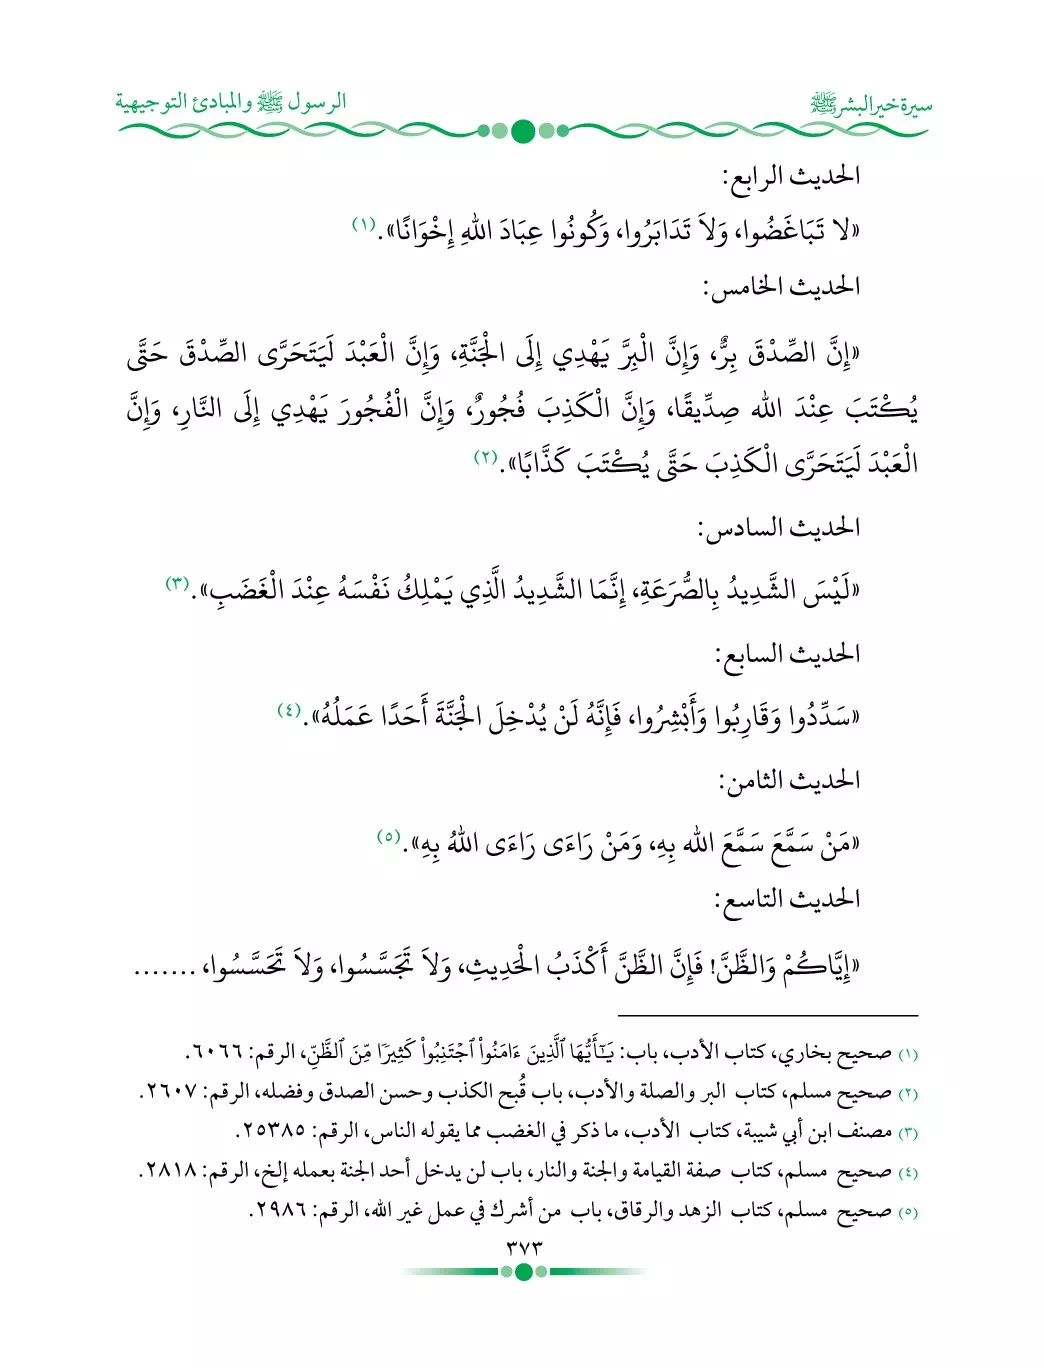 سيرة خير البشر ﷺ
الرسول ﷺ والمبادئ التوجيهية
الحديث الرابع:
«لا تَبَاغَضُوا، وَلاَ تَدَابَرُوا، وَكُونُوا عِبَادَ اللهِ إِخْوَانًا». (١)
الحديث الخامس:
«إِنَّ الصِّدْقَ بِرٌّ، وَإِنَّ الْبِرَّ يَهْدِي إِلَى الْجَنَّةِ، وَإِنَّ الْعَبْدَ لَيَتَحَرَّى الصِّدْقَ حَتَّى
يُكْتَبَ عِنْدَ الله صِدِّيقًا، وَإِنَّ الْكَذِبَ فُجُورٌ، وَإِنَّ الْفُجُورَ يَهْدِي إِلَى النَّارِ، وَإِنَّ
الْعَبْدَ لَيَتَحَرَّى الْكَذِبَ حَتَّى يُكْتَبَ كَذَّابًا». (٢)
الحديث السادس:
«لَيْسَ الشَّدِيدُ بِالصُّرَعَةِ، إِنَّمَا الشَّدِيدُ الَّذِي يَمْلِكُ نَفْسَهُ عِنْدَ الْغَضَبِ». (٣)
الحديث السابع:
«سَدِّدُوا وَقَارِبُوا وَأَبْشِرُوا، فَإِنَّهُ لَنْ يُدْخِلَ الْجَنَّةَ أَحَدًا عَمَلُهُ». (٤)
الحديث الثامن:
«مَنْ سَمَّعَ سَمَّعَ الله بِهِ، وَمَنْ رَاءَى رَاءَى اللهُ بِهِ». (٥)
الحديث التاسع:
«إِيَّاكُمْ وَالظَّنَّ! فَإِنَّ الظَّنَّ أَكْذَبُ الْحَدِيثِ، وَلاَ تَجَسَّسُوا، وَلاَ تَحَسَّسُوا، .......
(١) صحيح بخاري، كتاب الأدب، باب: يَـٰٓأَيُّهَا ٱلَّذِينَ ءَامَنُواْ ٱجۡتَنِبُواْ كَثِيرٗا مِّنَ ٱلظَّنِّ، الرقم: ٦٠٦٦.
(٢) صحيح مسلم، كتاب البر والصلة والأدب، باب قُبح الكذب وحسن الصدق وفضله، الرقم: ٢٦٠٧.
(٣) مصنف ابن أبي شيبة، كتاب الأدب، ما ذكر في الغضب مما يقوله الناس، الرقم: ٢٥٣٨٥.
(٤) صحيح مسلم، كتاب صفة القيامة والجنة والنار، باب لن يدخل أحد الجنة بعمله إلخ، الرقم: ٢٨١٨.
(٥) صحيح مسلم، كتاب الزهد والرقاق، باب من أشرك في عمل غير الله، الرقم: ٢٩٨٦.
٣٧٣